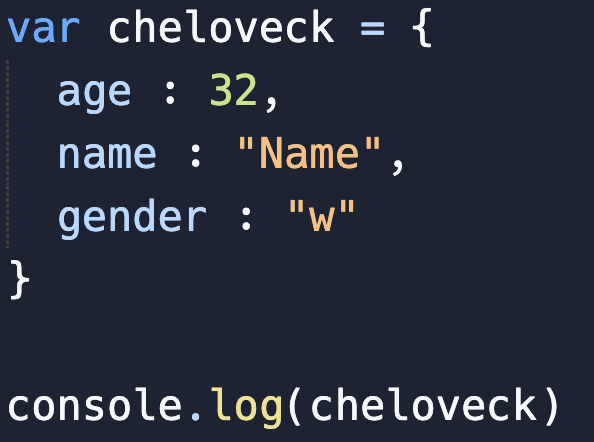 var cheloveck = {
  age : 32,
  name : "Name",
  gender : "w"
}
console.log(cheloveck)